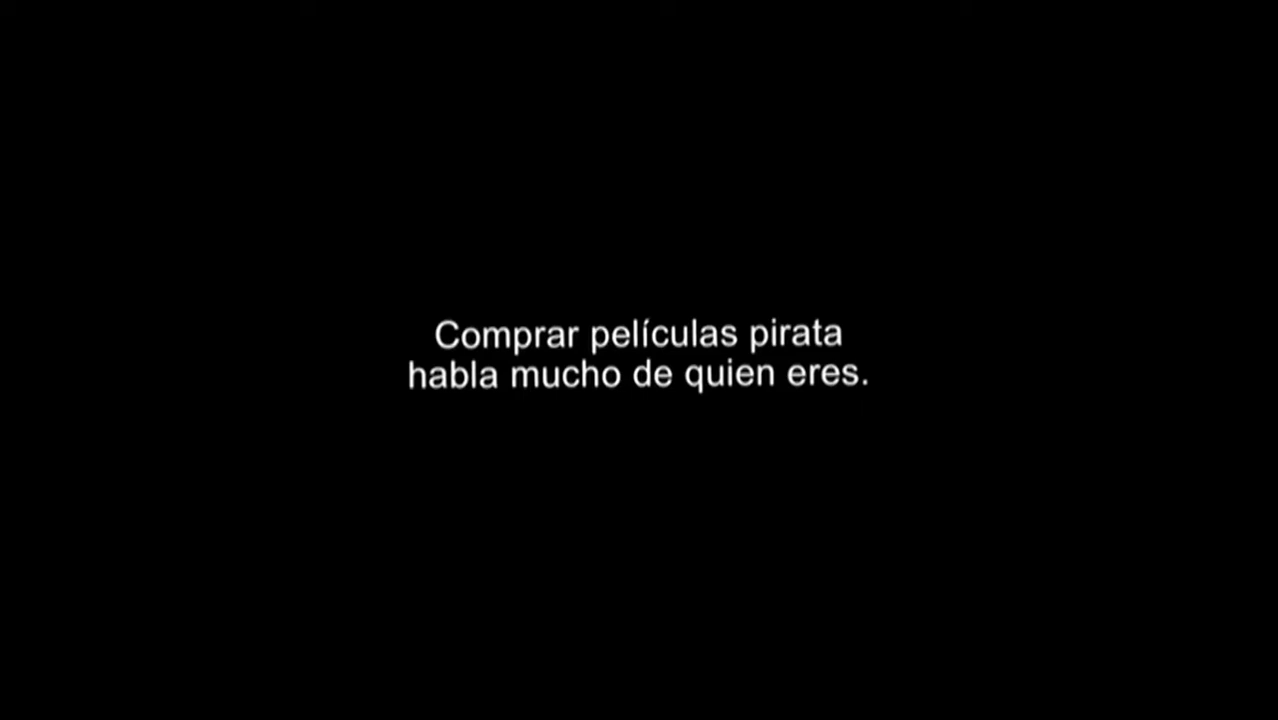 Comprar películas pirata
habla mucho de quien eres.